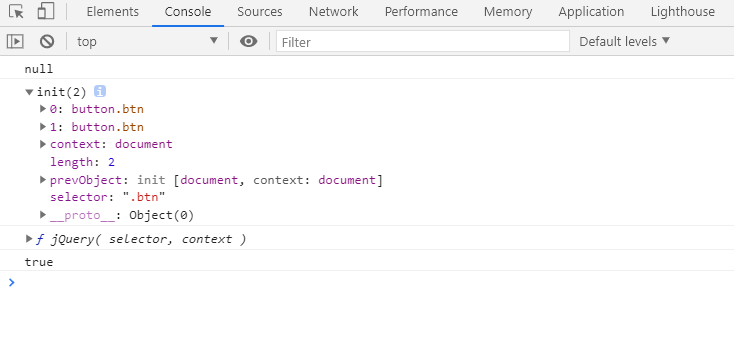 Elements Console Sources Network Performance Memory Application Lighthouse
top Filter Default levels
null
init(2) i
0: button.btn
1: button.btn
context: document
length: 2
prevObject: init [document, context: document]
selector: ".btn"
__proto__: Object(0)
ƒ jQuery( selector, context )
true